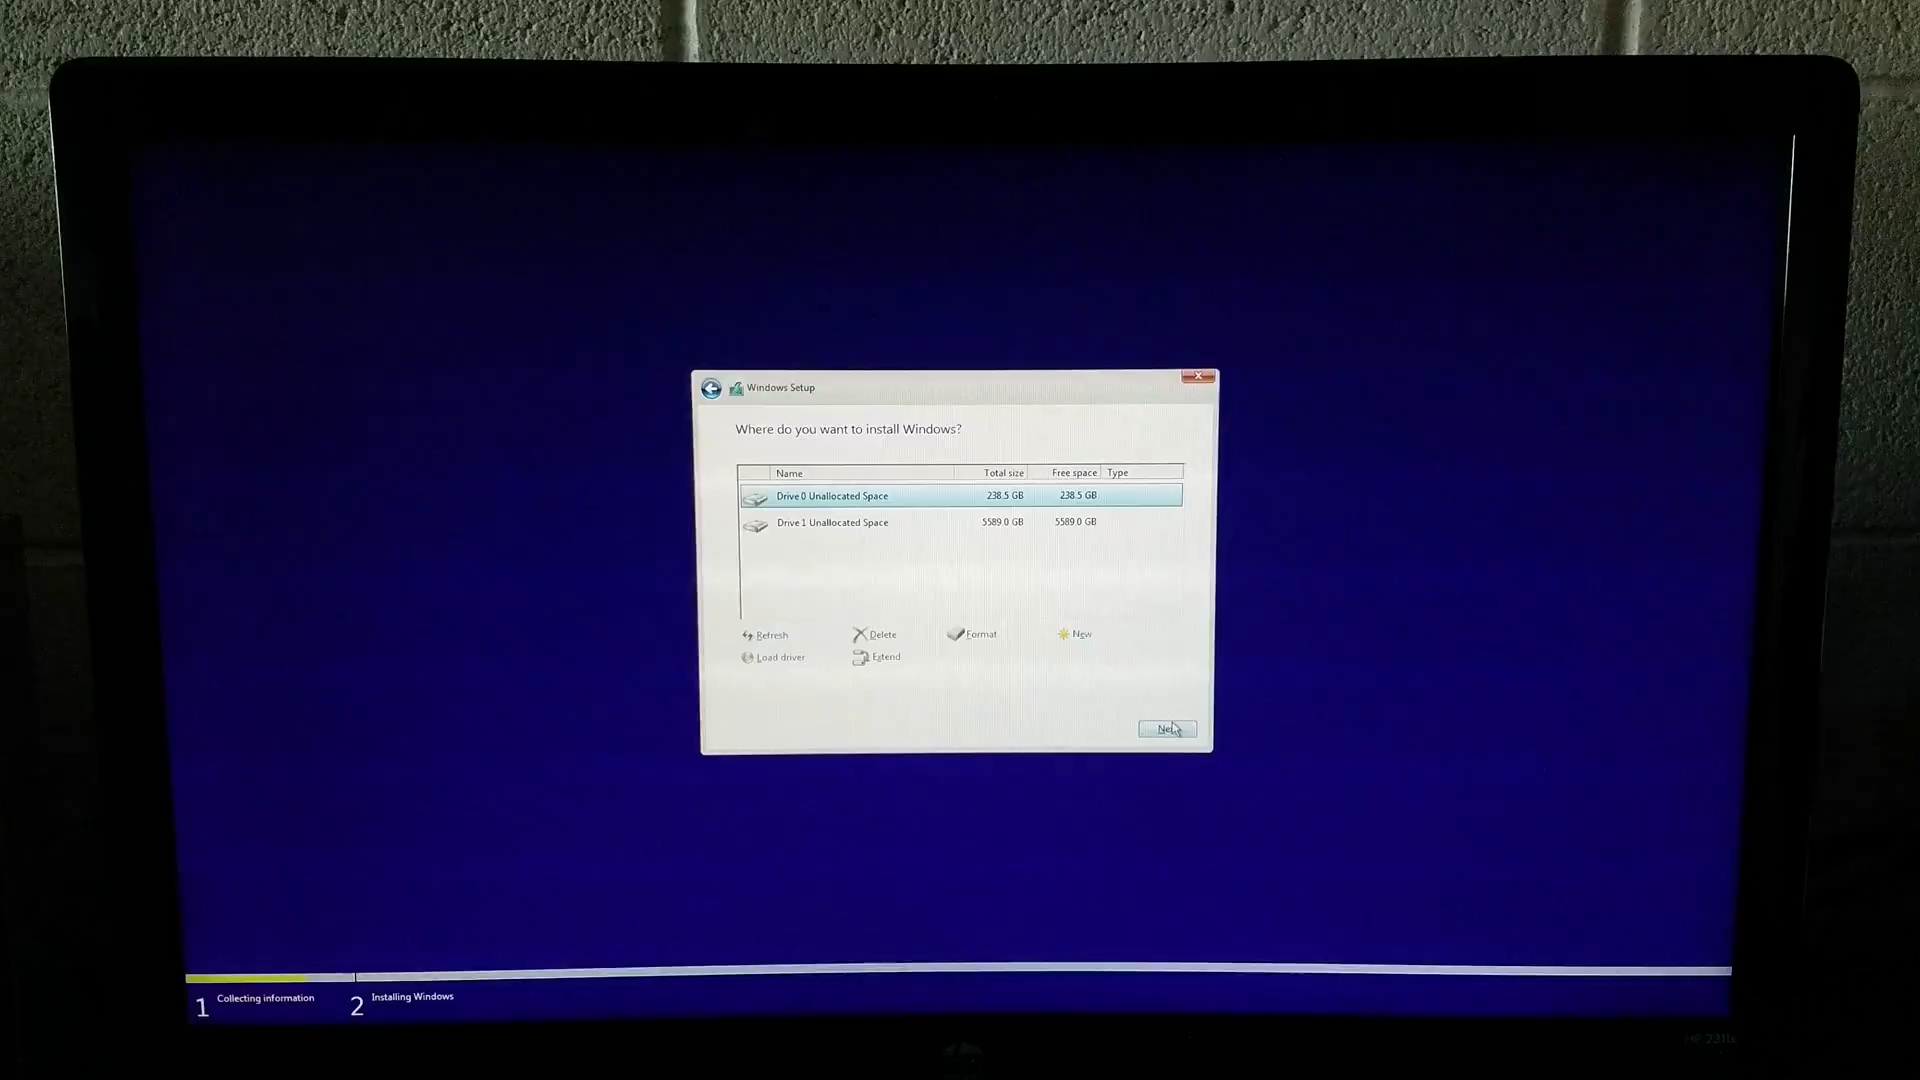 Windows Setup
Where do you want to install Windows?
Name Total size Free space Type
Drive 0 Unallocated Space 238.5 GB 238.5 GB
Drive 1 Unallocated Space 5589.0 GB 5589.0 GB
Refresh Delete Format New
Load driver Extend
1 Collecting information 2 Installing Windows